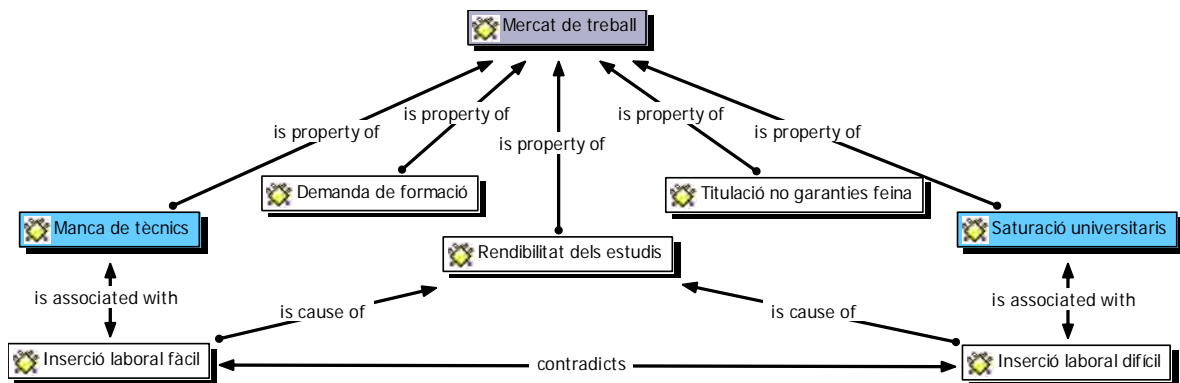 Mercat de treball
is property of
is property of
is property of
is property of
is property of
Demanda de formació
Titulació no garanties feina
Manca de tècnics
Saturació universitaris
Rendibilitat dels estudis
is associated with
is associated with
is cause of
is cause of
Inserció laboral fàcil
contradicts
Inserció laboral difícil